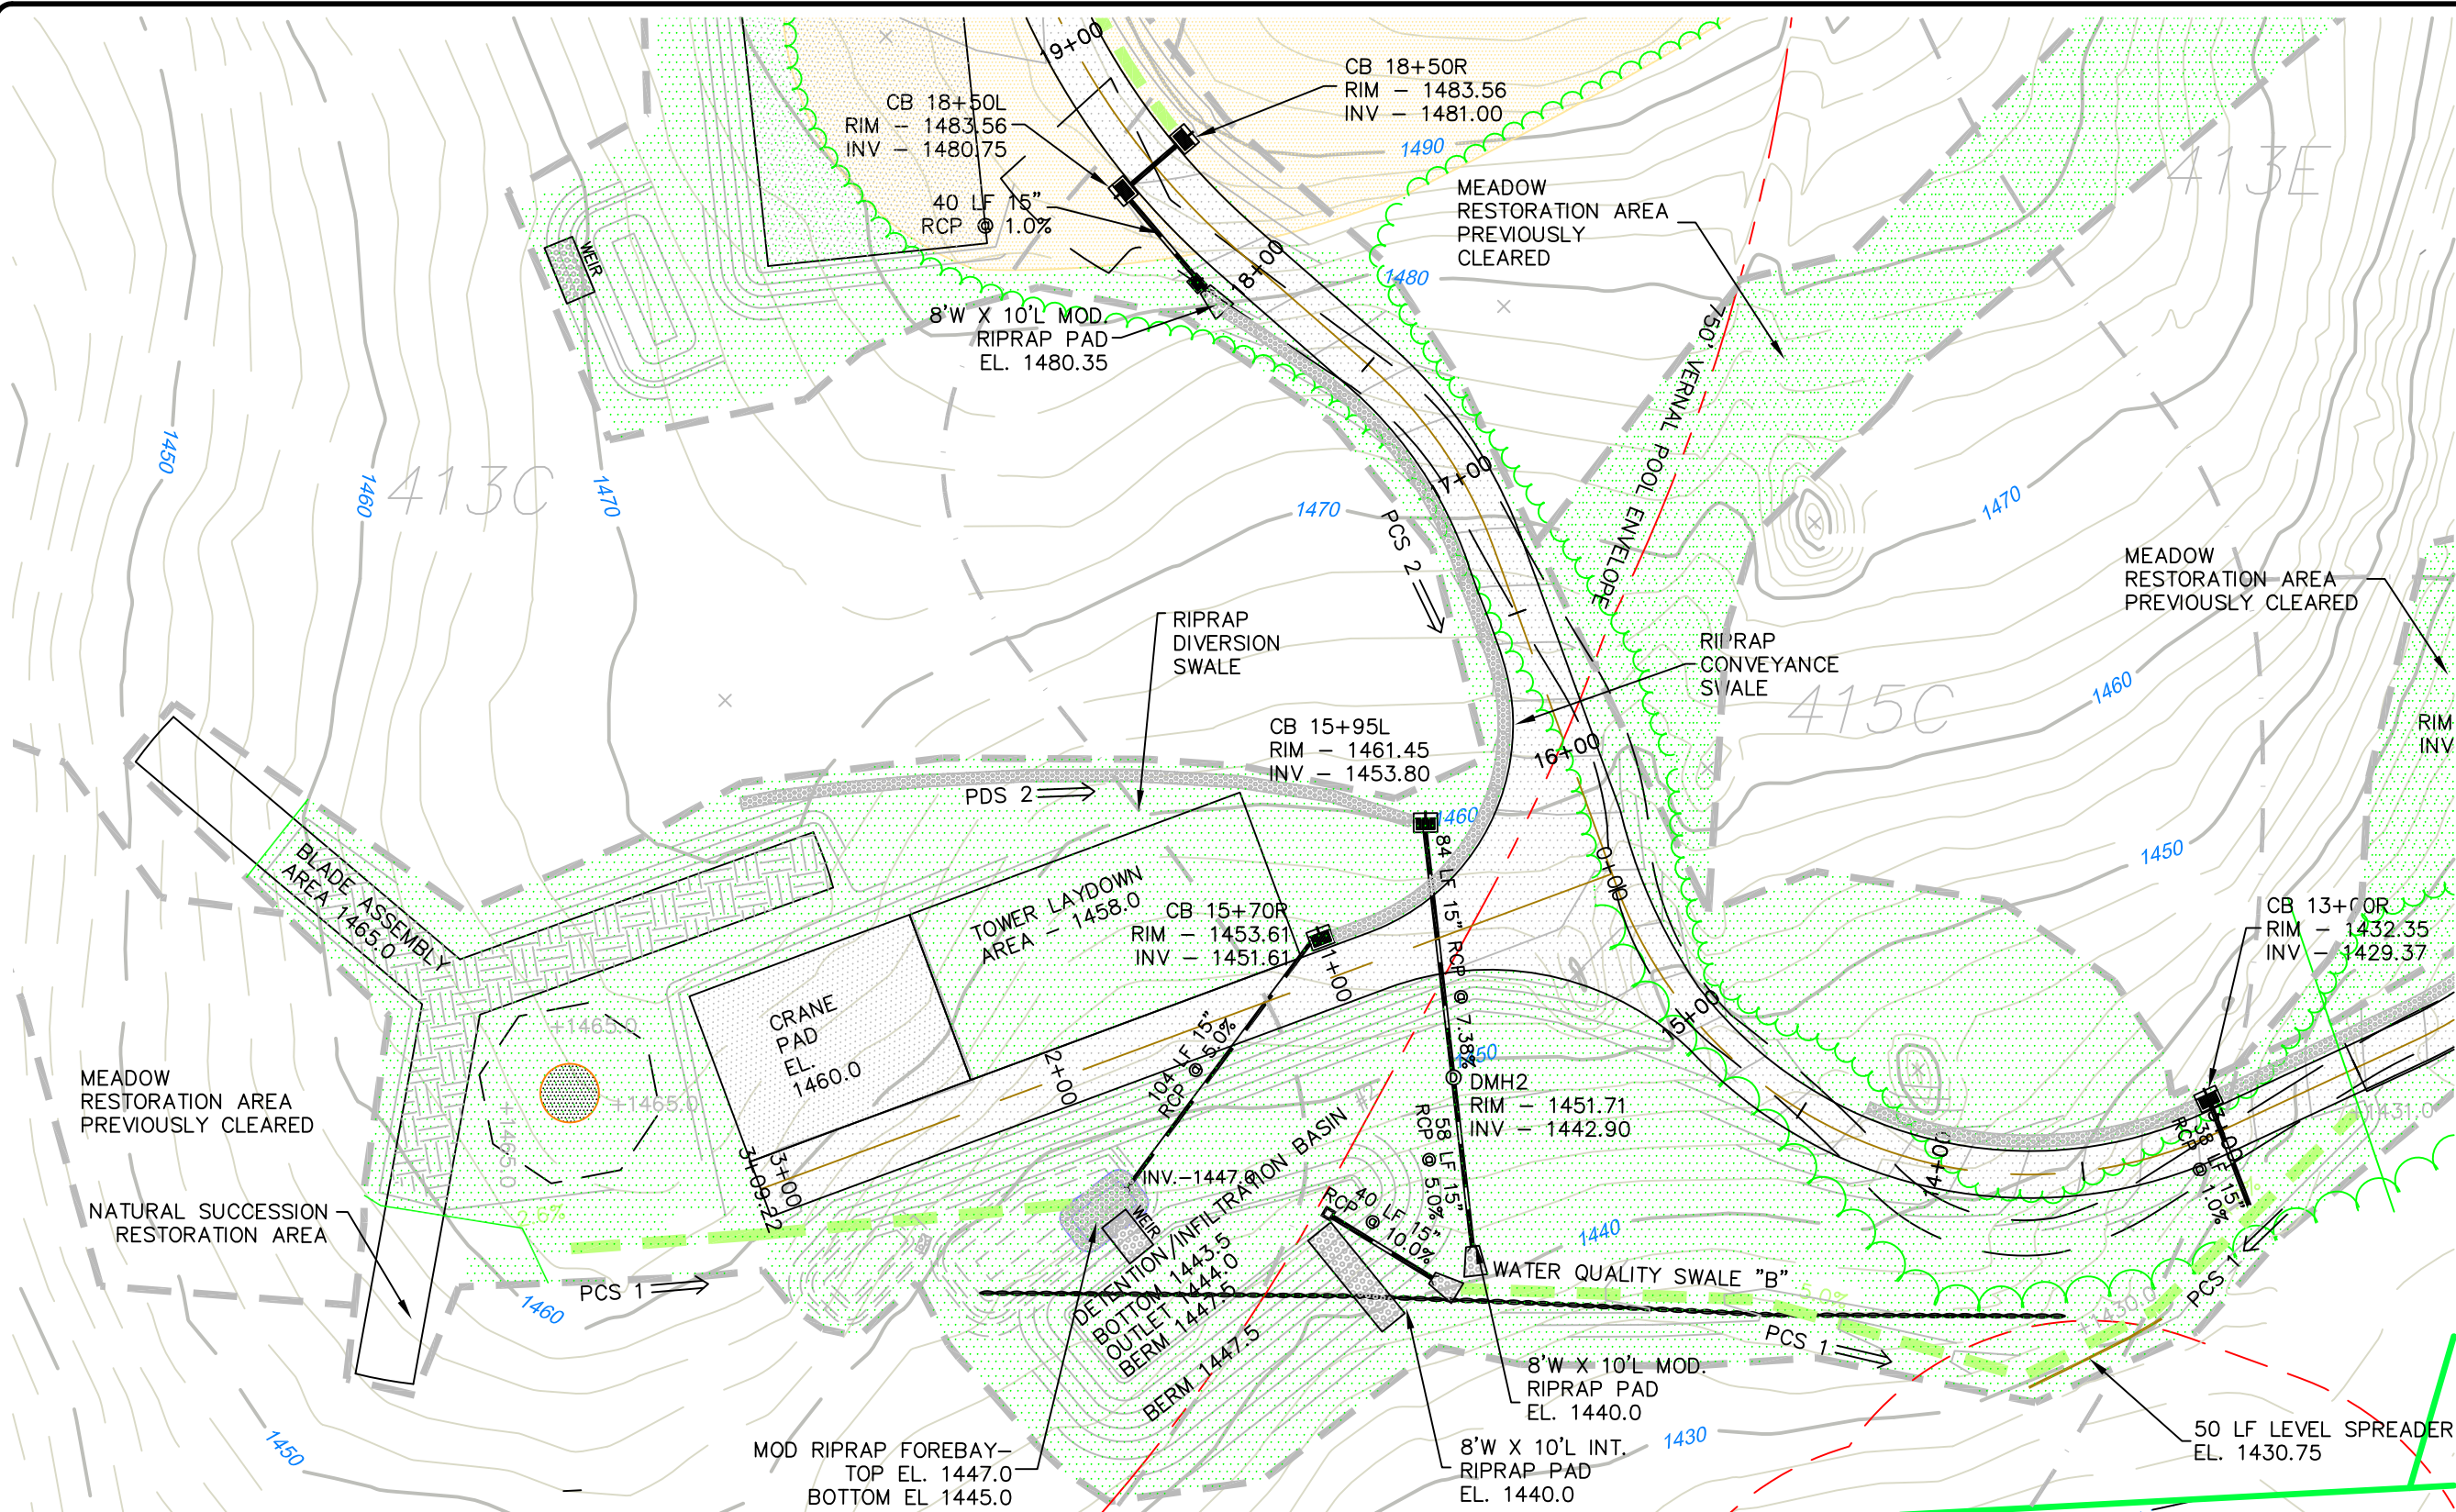 19+00
CB 18+50R
RIM - 1483.56
INV - 1481.00
CB 18+50L
RIM - 1483.56
INV - 1480.75
1490
413E
40 LF 15"
RCP @ 1.0%
MEADOW
RESTORATION AREA
PREVIOUSLY
CLEARED
WEIR
18+00
1480
8'W X 10'L MOD.
RIPRAP PAD
EL. 1480.35
750' VERNAL POOL ENVELOPE
1450
1460
413C
1470
1470
17+00
1470
PCS 2
MEADOW
RESTORATION AREA
PREVIOUSLY CLEARED
RIPRAP
DIVERSION
SWALE
RIPRAP
CONVEYANCE
SWALE
415C
1460
RIM
INV
CB 15+95L
RIM - 1461.45
INV - 1453.80
16+00
PDS 2
1460
1450
BLADE ASSEMBLY
AREA 1465.0
TOWER LAYDOWN
AREA - 1458.0
84 LF 15" RCP @ 7.38%
0+00
CB 15+70R
RIM - 1453.61
INV - 1451.61
1+00
CB 13+00R
RIM - 1432.35
INV - 1429.37
CRANE
PAD
EL.
1460.0
+1465.0
+1465.0
+1465.0
15+00
104 LF 15"
RCP @ 5.0%
2+00
1450
DMH2
RIM - 1451.71
INV - 1442.90
MEADOW
RESTORATION AREA
PREVIOUSLY CLEARED
+1431.0
38 LF 15"
RCP @ 1.0%
58 LF 15"
RCP @ 5.0%
14+00
3+00
3+09.22
INV.-1447.0
WEIR
NATURAL SUCCESSION
RESTORATION AREA
2.6%
40 LF 15"
RCP @ 10.0%
1440
DETENTION/INFILTRATION BASIN #2
BOTTOM 1443.5
OUTLET 1444.0
BERM 1447.5
WATER QUALITY SWALE "B"
5.0%
PCS 1
PCS 1
1460
+1430.0
PCS 1
BERM 1447.5
8'W X 10'L MOD.
RIPRAP PAD
EL. 1440.0
1450
MOD RIPRAP FOREBAY-
TOP EL. 1447.0
BOTTOM EL 1445.0
8'W X 10'L INT.
RIPRAP PAD
EL. 1440.0
1430
50 LF LEVEL SPREADER
EL. 1430.75